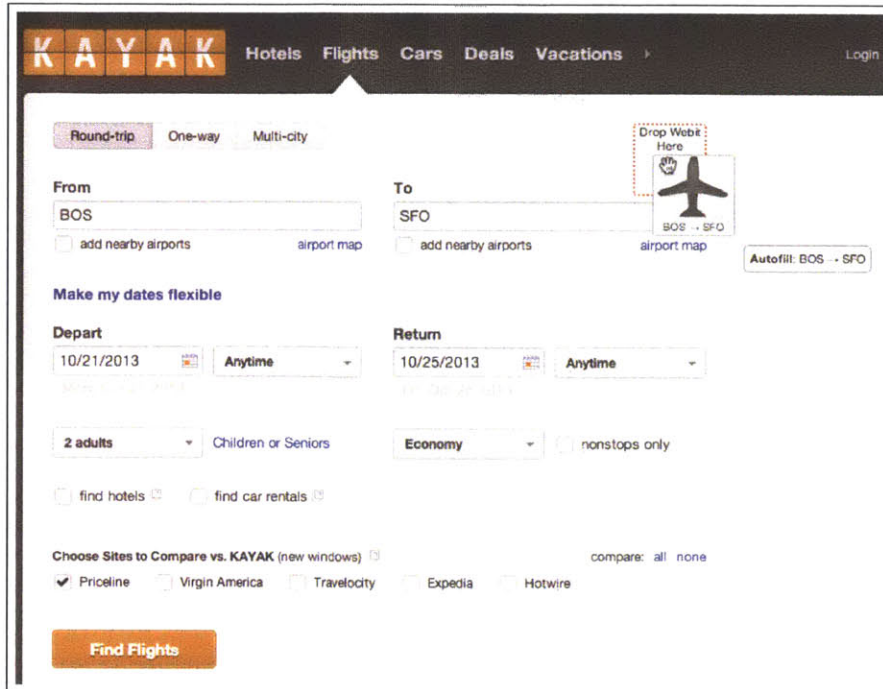 KAYAK Hotels Flights Cars Deals Vacations Login
Round-trip One-way Multi-city
Drop Webit
Here
From To
BOS SFO
BOS → SFO
add nearby airports airport map add nearby airports airport map
Autofill: BOS → SFO
Make my dates flexible
Depart Return
10/21/2013 Anytime 10/25/2013 Anytime
2 adults Children or Seniors Economy nonstops only
find hotels find car rentals
Choose Sites to Compare vs. KAYAK (new windows) compare: all none
Priceline Virgin America Travelocity Expedia Hotwire
Find Flights